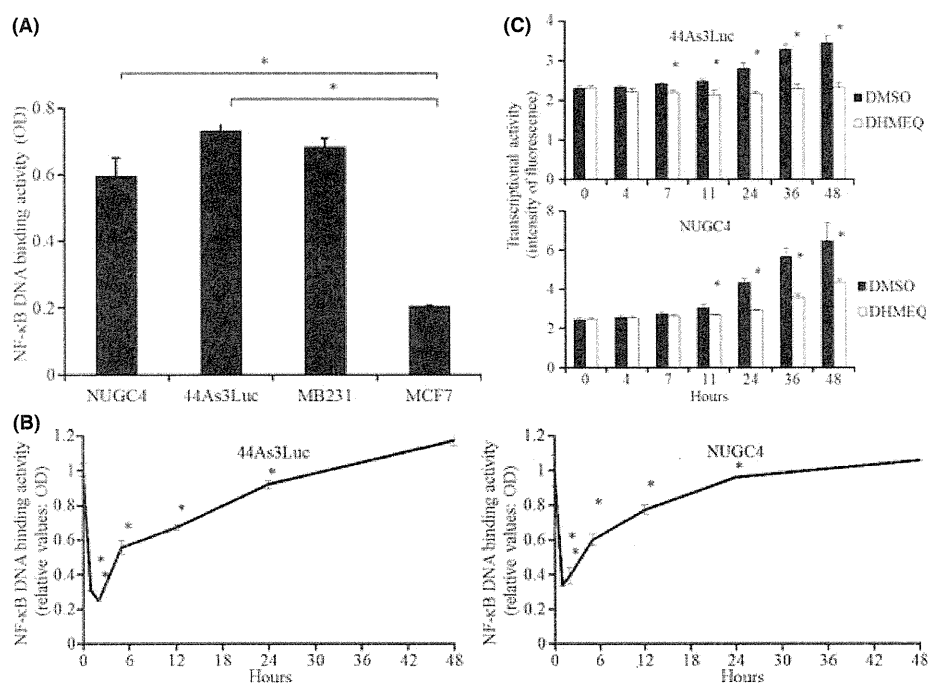 (A)
*
*
NF-κB DNA binding activity (OD)
0.8
0.6
0.4
0.2
0
NUGC4 44As3Luc MB231 MCF7
(C)
Transcriptional activity
(intensity of fluorescence)
44As3Luc
4
3
2
1
0
* * * * *
DMSO
DHMEQ
0 4 7 11 24 36 48
NUGC4
8
6
4
2
0
* * * *
DMSO
DHMEQ
0 4 7 11 24 36 48
Hours
(B)
NF-κB DNA binding activity
(relative values: OD)
44As3Luc
1.2
1
0.8
0.6
0.4
0.2
0
* * * * *
0 6 12 18 24 30 36 42 48
Hours
NF-κB DNA binding activity
(relative values: OD)
NUGC4
1.2
1
0.8
0.6
0.4
0.2
0
* * * * *
0 6 12 18 24 30 36 42 48
Hours